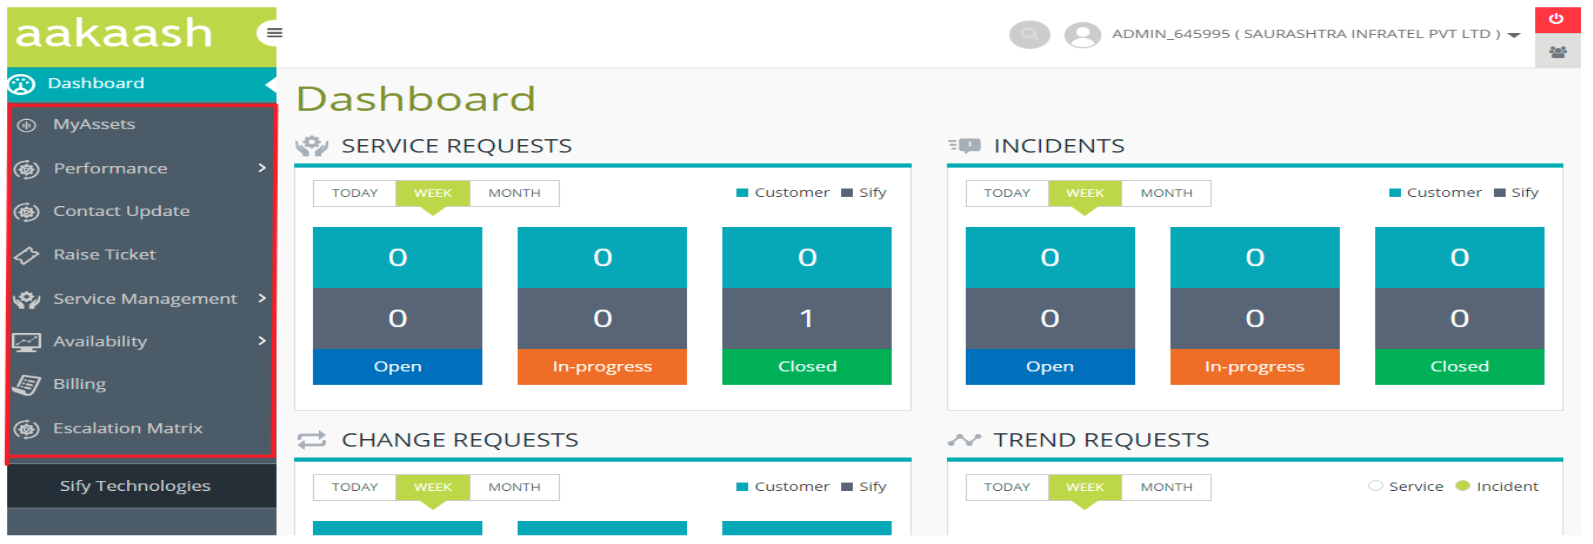 aakaash
ADMIN_645995 ( SAURASHTRA INFRATEL PVT LTD )
Dashboard
MyAssets
Performance
Contact Update
Raise Ticket
Service Management
Availability
Billing
Escalation Matrix
Sify Technologies
Dashboard
SERVICE REQUESTS
TODAY WEEK MONTH Customer Sify
0 0 0
0 0 1
Open In-progress Closed
INCIDENTS
TODAY WEEK MONTH Customer Sify
0 0 0
0 0 0
Open In-progress Closed
CHANGE REQUESTS
TODAY WEEK MONTH Customer Sify
TREND REQUESTS
TODAY WEEK MONTH Service Incident